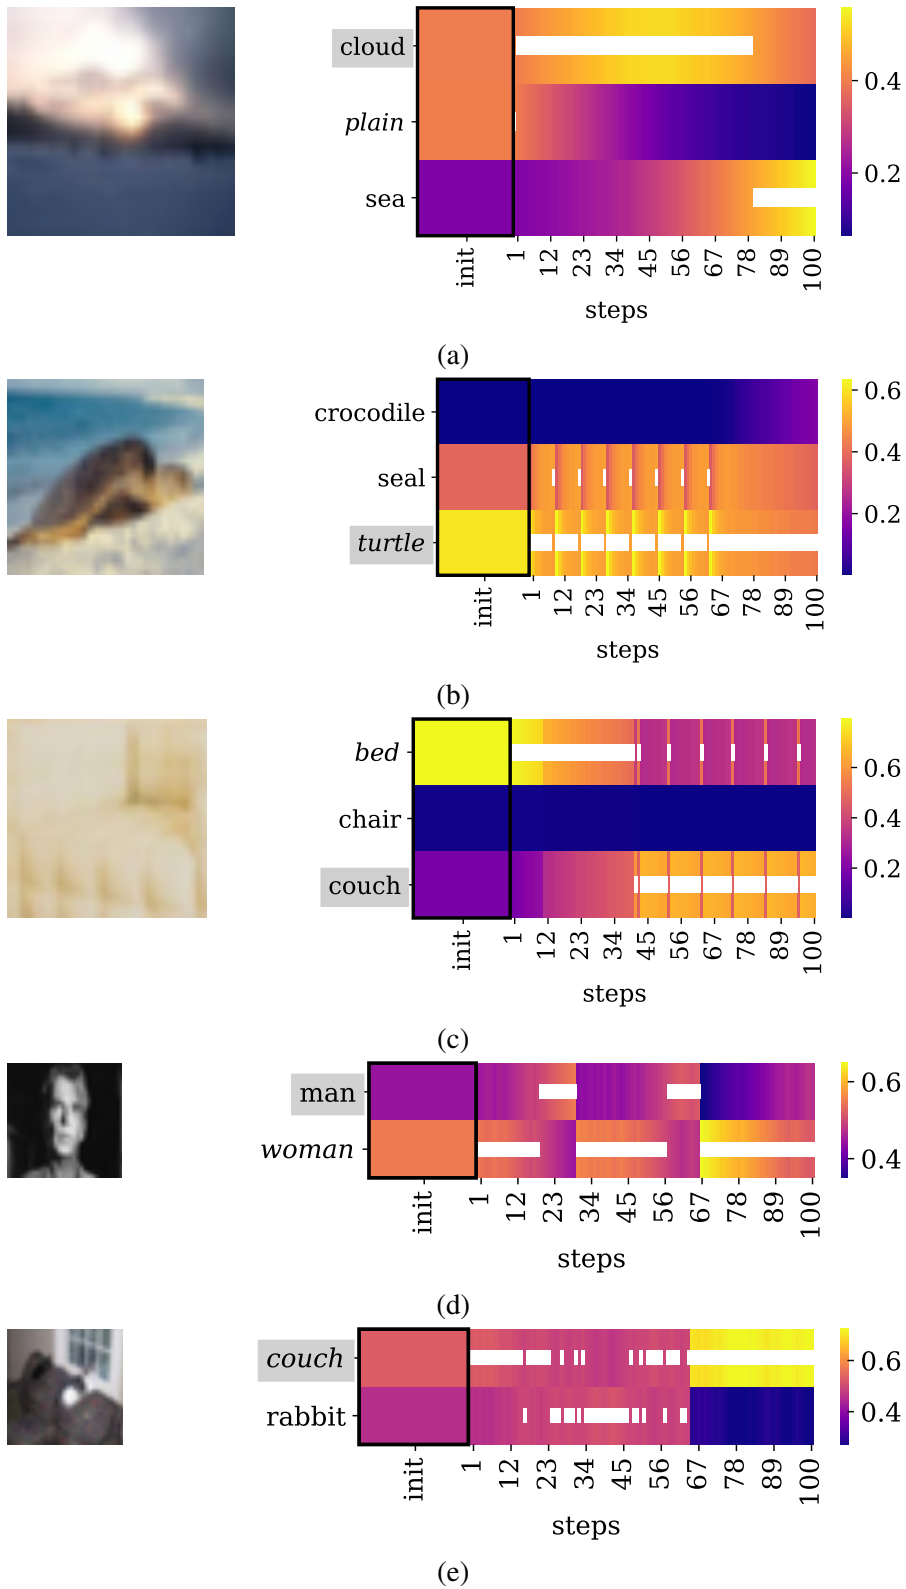 cloud
plain
sea
0.4
0.2
init 1 12 23 34 45 56 67 78 89 100
steps
(a)
crocodile
seal
turtle
0.6
0.4
0.2
init 1 12 23 34 45 56 67 78 89 100
steps
(b)
bed
chair
couch
0.6
0.4
0.2
init 1 12 23 34 45 56 67 78 89 100
steps
(c)
man
woman
0.6
0.4
init 1 12 23 34 45 56 67 78 89 100
steps
(d)
couch
rabbit
0.6
0.4
init 1 12 23 34 45 56 67 78 89 100
steps
(e)